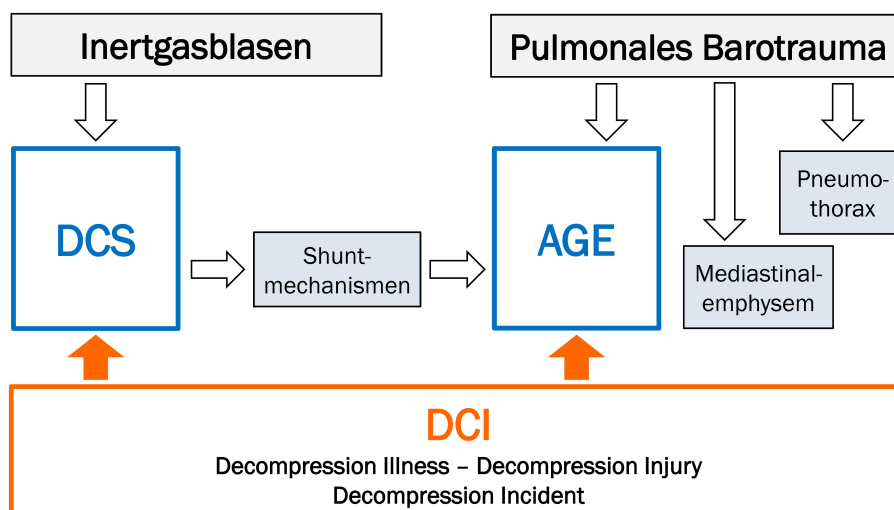 Inertgasblasen
Pulmonales Barotrauma
DCS
Shunt-
mechanismen
AGE
Pneumo-
thorax
Mediastinal-
emphysem
DCI
Decompression Illness – Decompression Injury
Decompression Incident